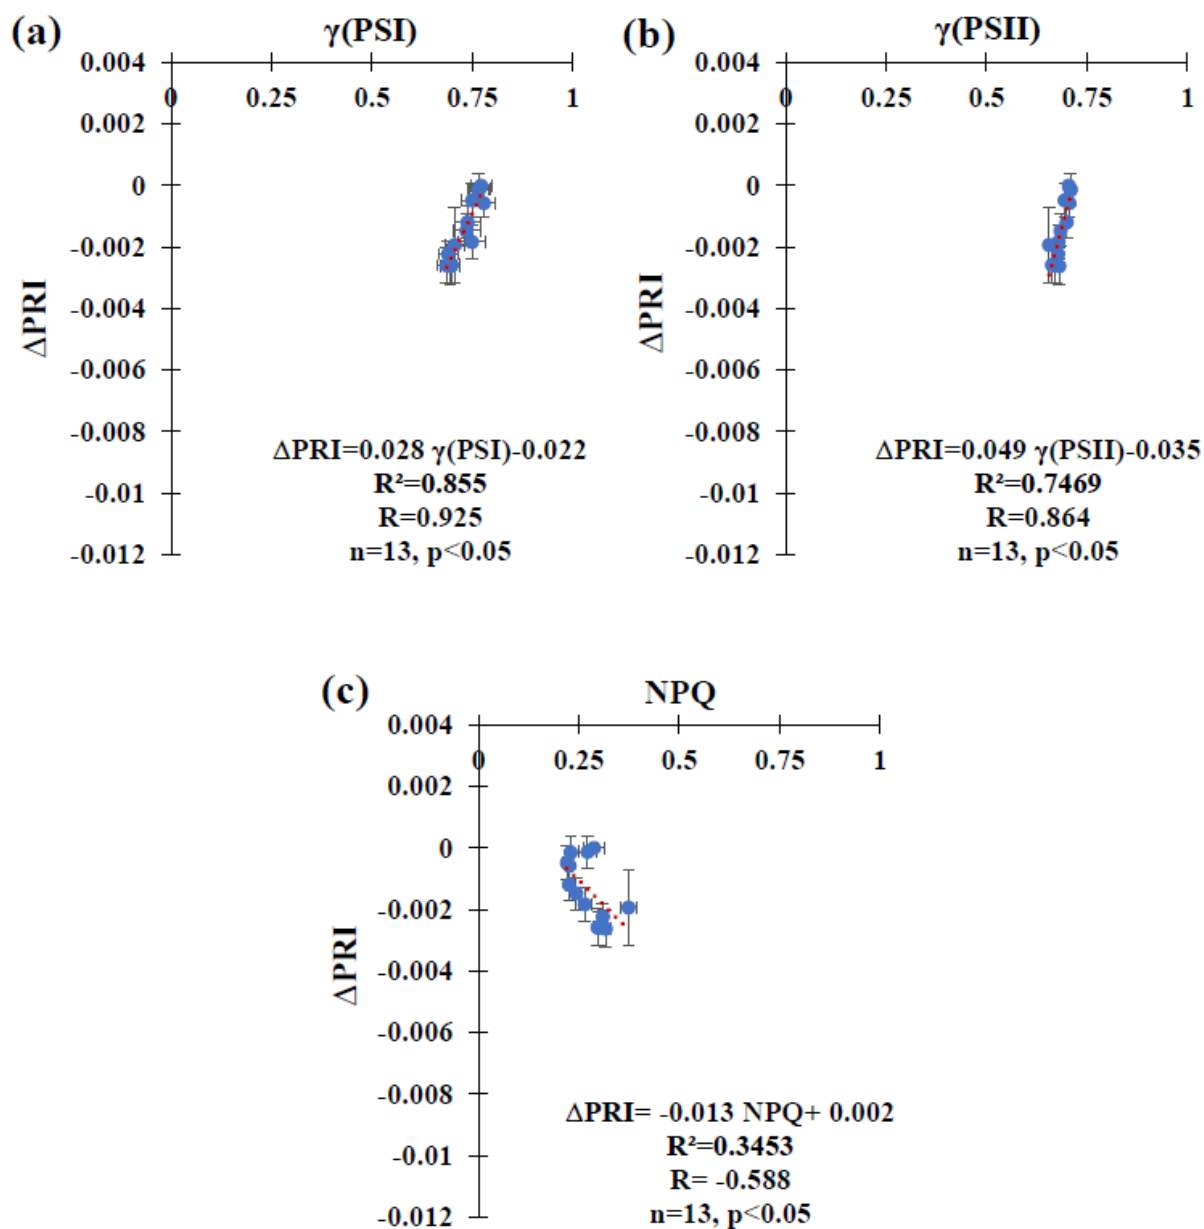 (a)
γ(PSI)
0.004
0 0.25 0.5 0.75 1
0.002
0
-0.002
-0.004
-0.006
-0.008
-0.01
-0.012
ΔPRI
ΔPRI=0.028 γ(PSI)-0.022
R²=0.855
R=0.925
n=13, p<0.05
(b)
γ(PSII)
0.004
0 0.25 0.5 0.75 1
0.002
0
-0.002
-0.004
-0.006
-0.008
-0.01
-0.012
ΔPRI
ΔPRI=0.049 γ(PSII)-0.035
R²=0.7469
R=0.864
n=13, p<0.05
(c)
NPQ
0.004
0 0.25 0.5 0.75 1
0.002
0
-0.002
-0.004
-0.006
-0.008
-0.01
-0.012
ΔPRI
ΔPRI= -0.013 NPQ+ 0.002
R²=0.3453
R= -0.588
n=13, p<0.05